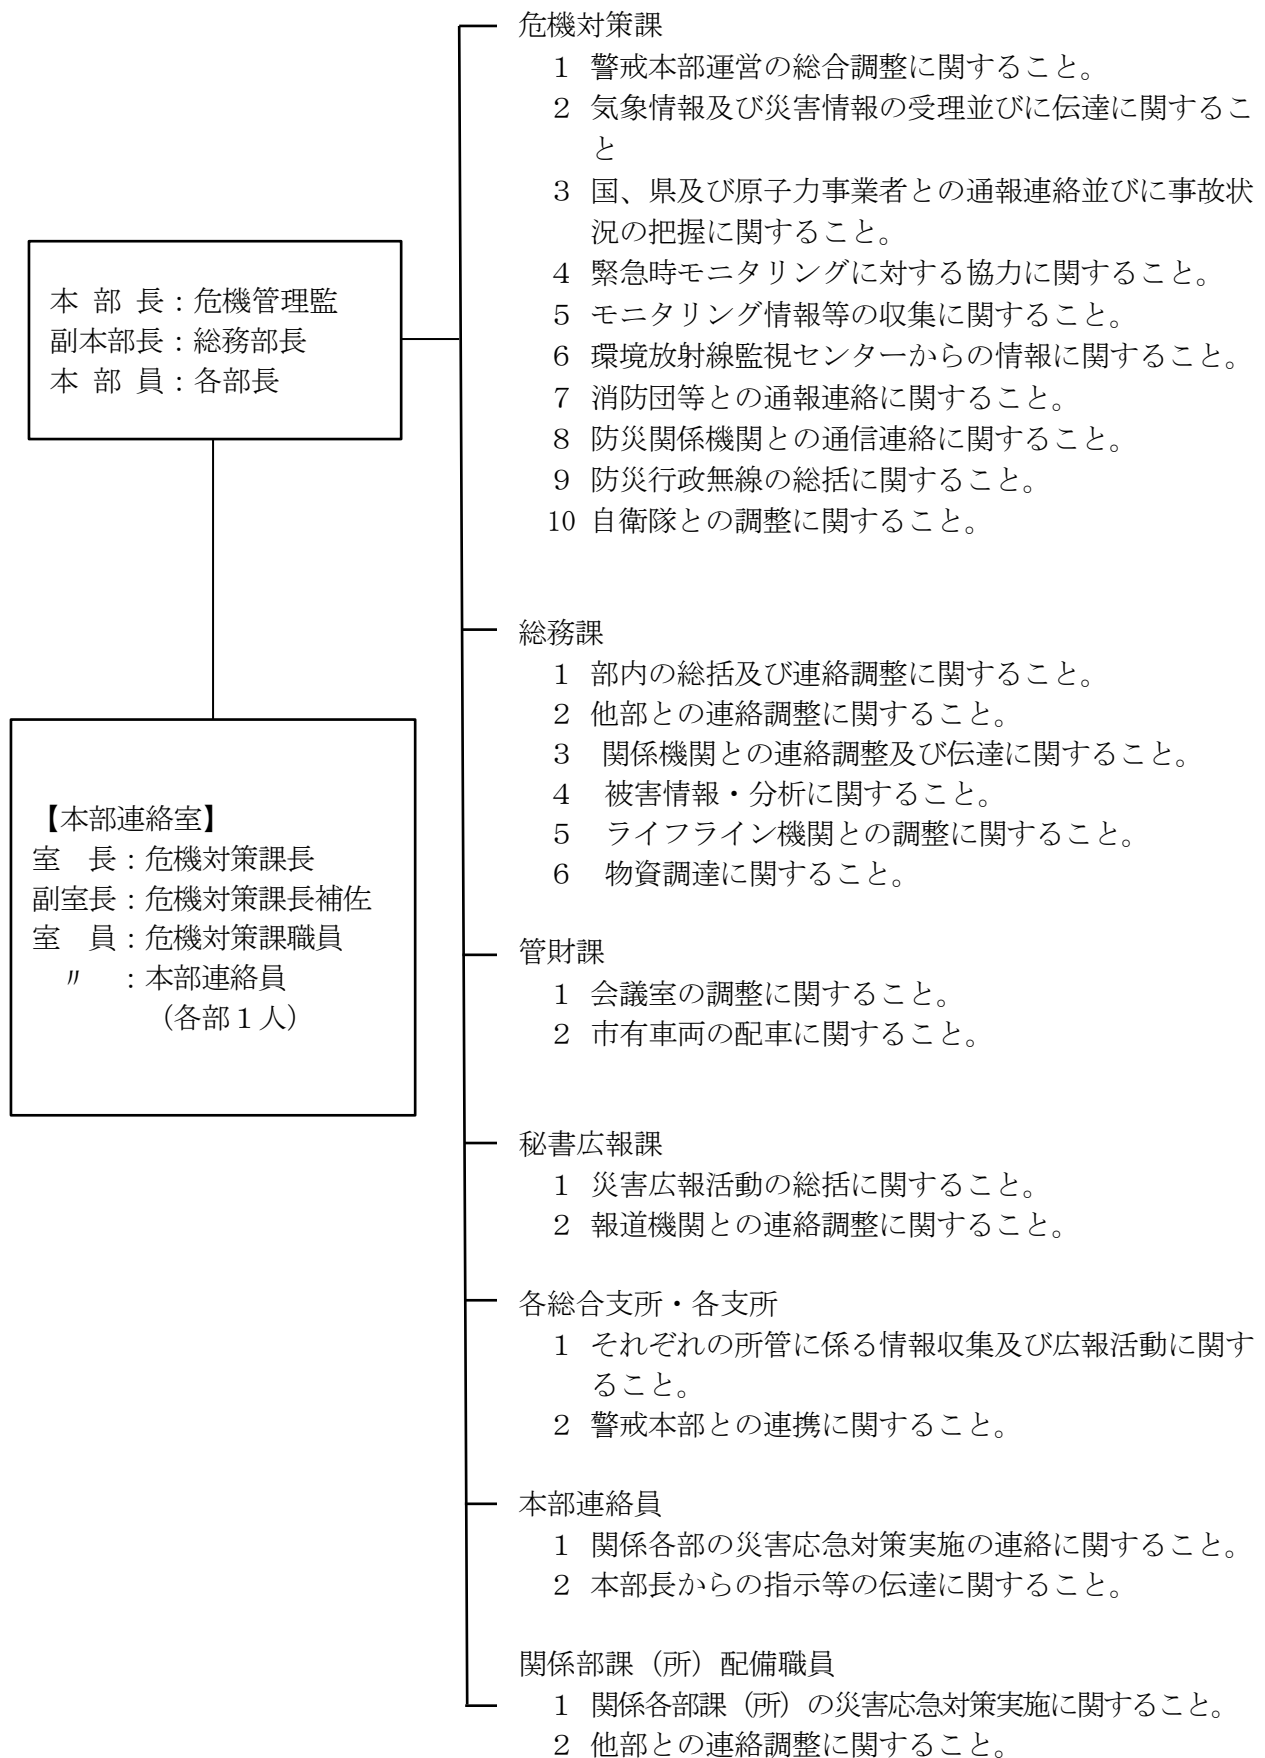 本 部 長：危機管理監
副本部長：総務部長
本 部 員：各部長
【本部連絡室】
室　長：危機対策課長
副室長：危機対策課長補佐
室　員：危機対策課職員
〃　：本部連絡員
（各部１人）
危機対策課
１ 警戒本部運営の総合調整に関すること。
２ 気象情報及び災害情報の受理並びに伝達に関するこ
と
３ 国、県及び原子力事業者との通報連絡並びに事故状
況の把握に関すること。
４ 緊急時モニタリングに対する協力に関すること。
５ モニタリング情報等の収集に関すること。
６ 環境放射線監視センターからの情報に関すること。
７ 消防団等との通報連絡に関すること。
８ 防災関係機関との通信連絡に関すること。
９ 防災行政無線の総括に関すること。
10 自衛隊との調整に関すること。
総務課
１ 部内の総括及び連絡調整に関すること。
２ 他部との連絡調整に関すること。
３ 関係機関との連絡調整及び伝達に関すること。
４ 被害情報・分析に関すること。
５ ライフライン機関との調整に関すること。
６ 物資調達に関すること。
管財課
１ 会議室の調整に関すること。
２ 市有車両の配車に関すること。
秘書広報課
１ 災害広報活動の総括に関すること。
２ 報道機関との連絡調整に関すること。
各総合支所・各支所
１ それぞれの所管に係る情報収集及び広報活動に関す
ること。
２ 警戒本部との連携に関すること。
本部連絡員
１ 関係各部の災害応急対策実施の連絡に関すること。
２ 本部長からの指示等の伝達に関すること。
関係部課（所）配備職員
１ 関係各部課（所）の災害応急対策実施に関すること。
２ 他部との連絡調整に関すること。